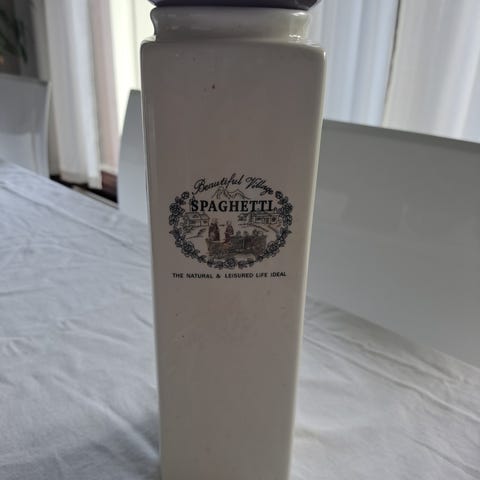 Beautiful Village
SPAGHETTI
THE NATURAL & LEISURED LIFE IDEAL